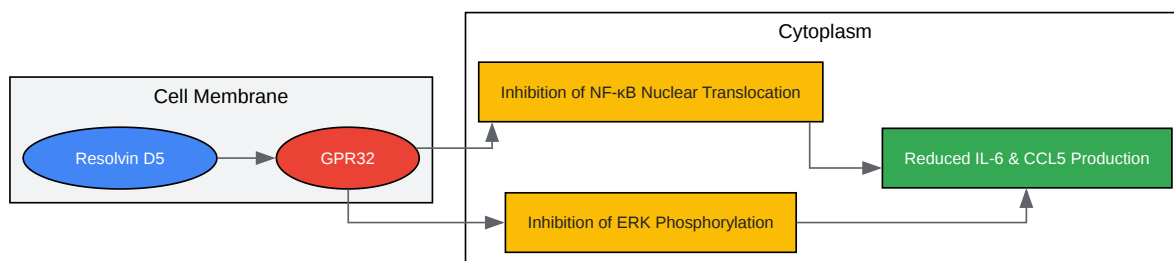 Cell Membrane
Resolvin D5
GPR32
Cytoplasm
Inhibition of NF-κB Nuclear Translocation
Inhibition of ERK Phosphorylation
Reduced IL-6 & CCL5 Production